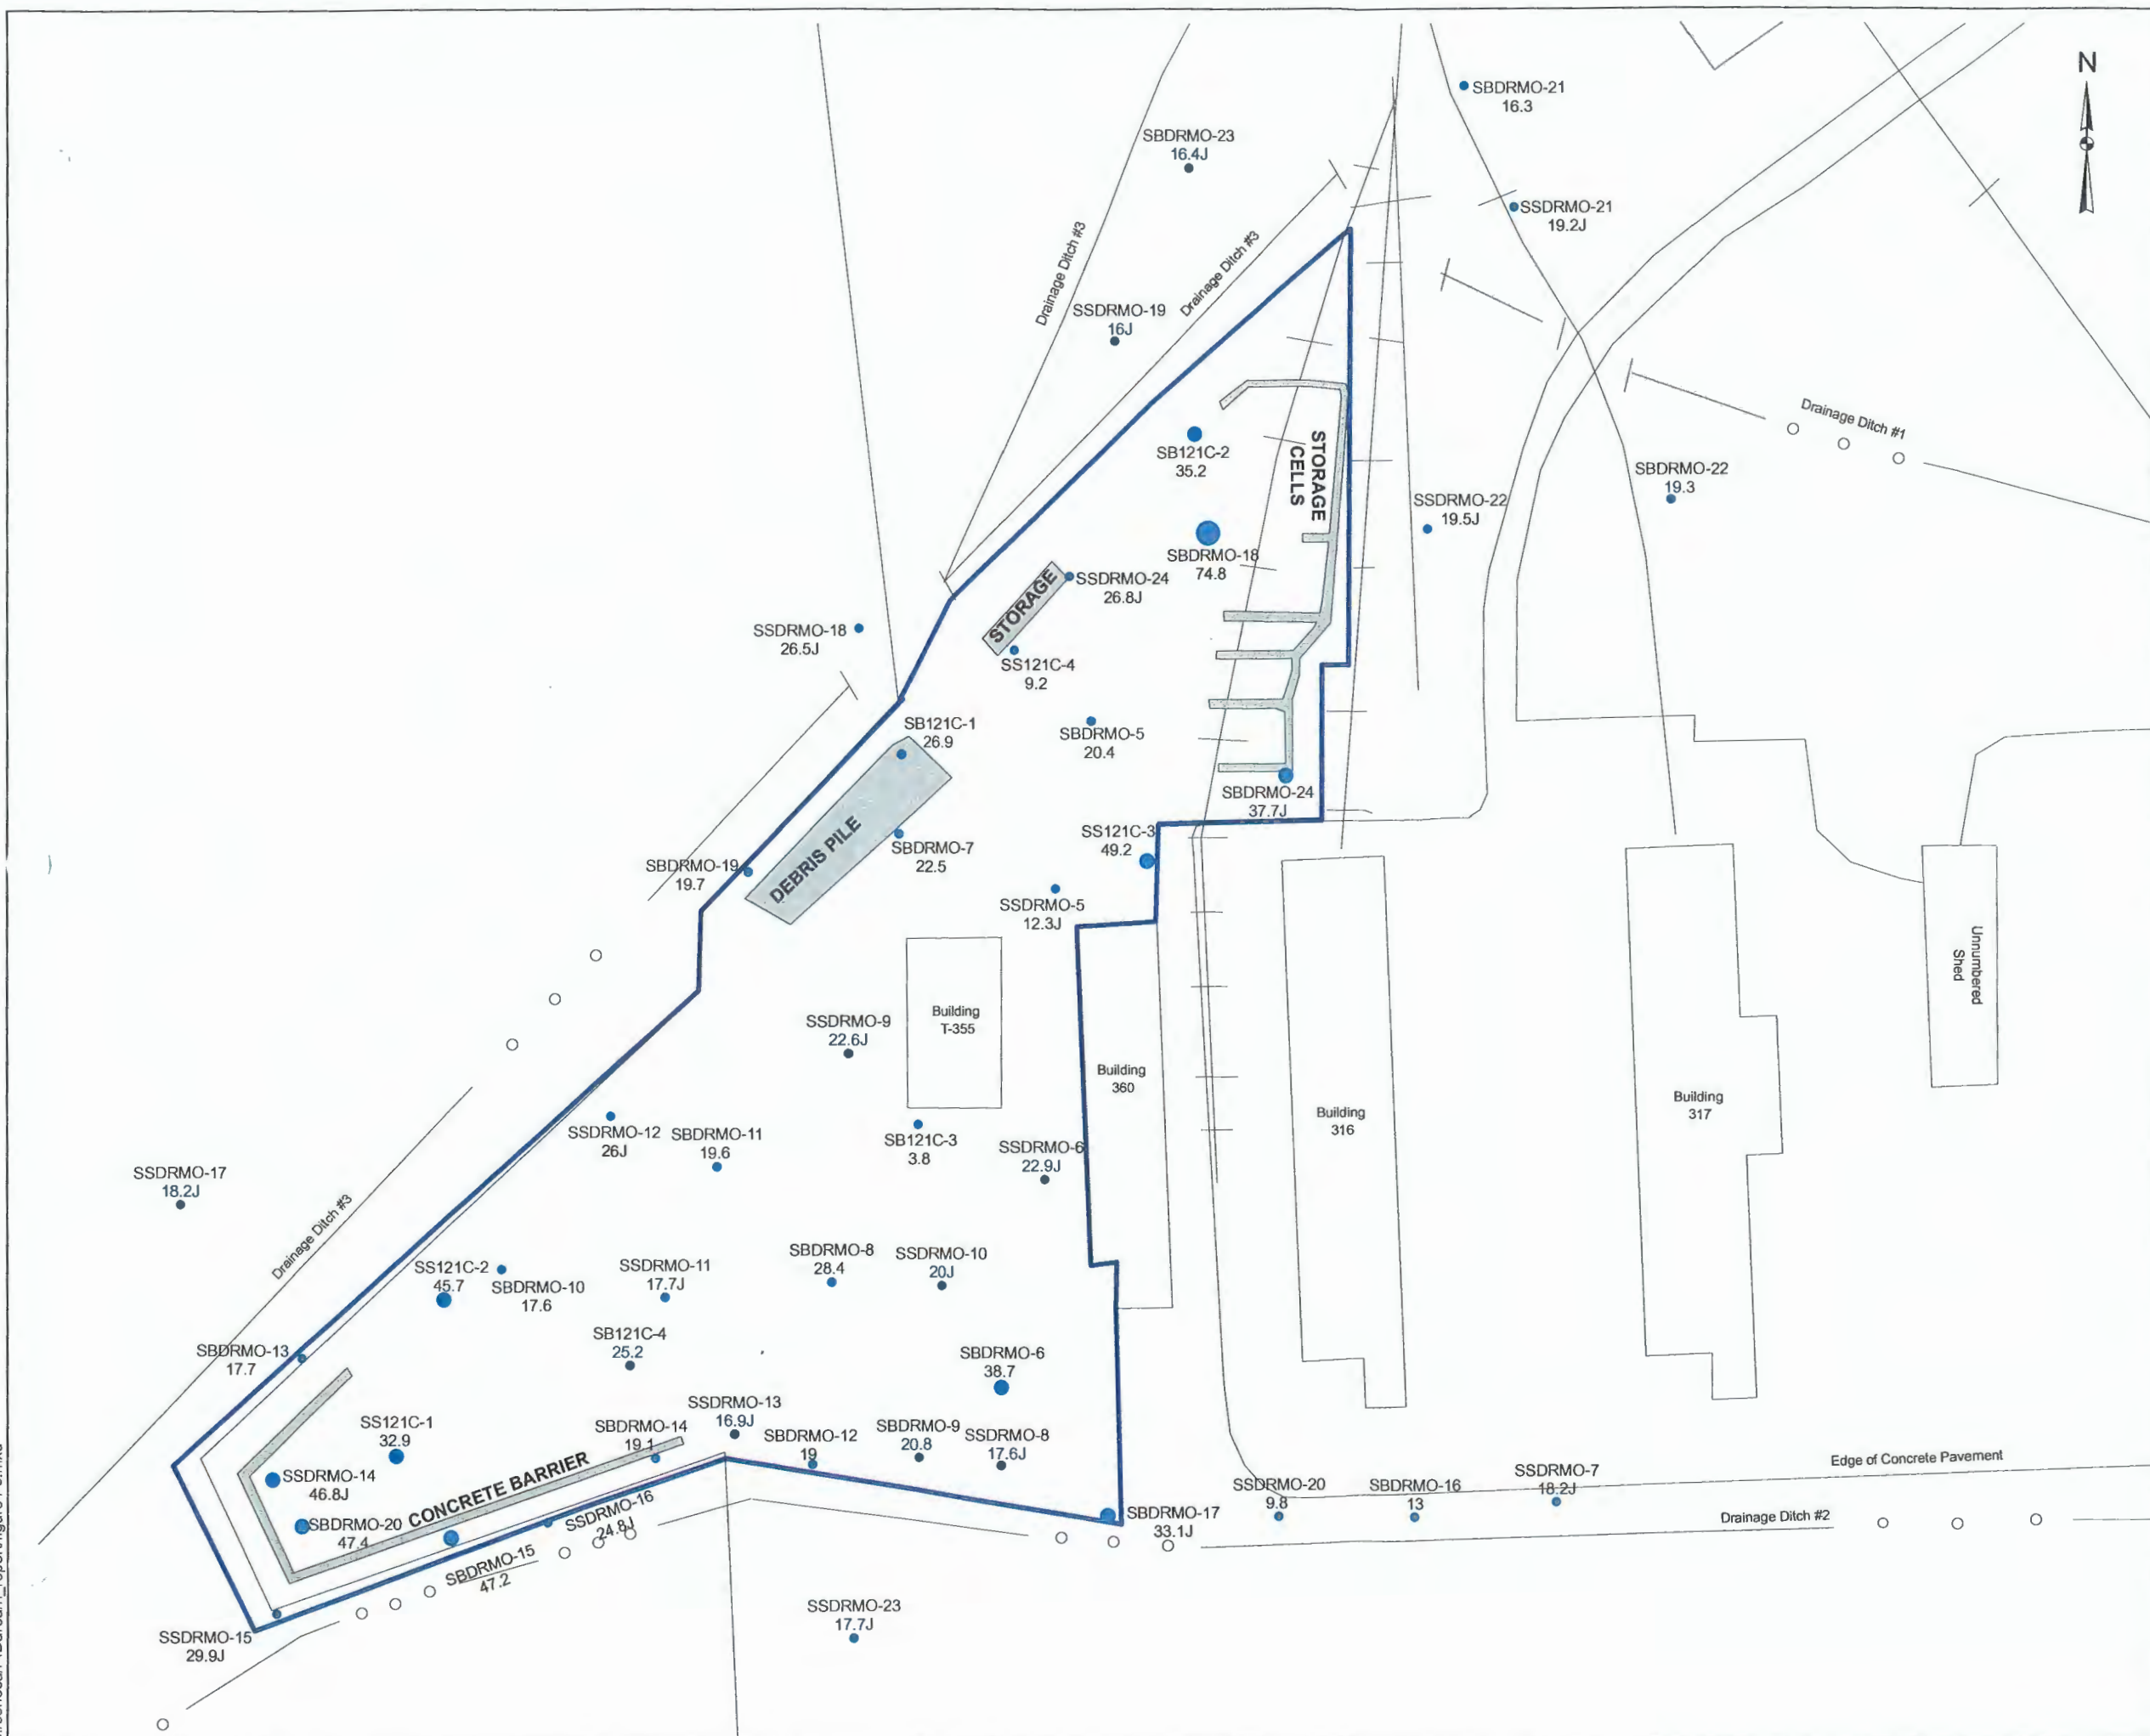 N
SBDRMO-21
16.3
SBDRMO-23
16.4J
SSDRMO-21
19.2J
Drainage Ditch #3
Drainage Ditch #3
SSDRMO-19
16J
Drainage Ditch #1
SB121C-2
35.2
STORAGE
CELLS
SBDRMO-22
19.3
SSDRMO-22
19.5J
SBDRMO-18
74.8
STORAGE
SSDRMO-24
26.8J
SSDRMO-18
26.5J
SS121C-4
9.2
SB121C-1
26.9
SBDRMO-5
20.4
SBDRMO-24
37.7J
SS121C-3
49.2
DEBRIS PILE
SBDRMO-7
22.5
SBDRMO-19
19.7
SSDRMO-5
12.3J
Unnumbered
Shed
SSDRMO-9
22.6J
Building
T-355
Building
360
Building
316
Building
317
SSDRMO-12
26J
SBDRMO-11
19.6
SB121C-3
3.8
SSDRMO-6
22.9J
SSDRMO-17
18.2J
Drainage Ditch #3
SS121C-2
45.7
SBDRMO-10
17.6
SSDRMO-11
17.7J
SBDRMO-8
28.4
SSDRMO-10
20J
SBDRMO-13
17.7
SB121C-4
25.2
SBDRMO-6
38.7
SS121C-1
32.9
SBDRMO-14
19.1
SSDRMO-13
16.9J
SBDRMO-12
19
SBDRMO-9
20.8
SSDRMO-8
17.6J
Edge of Concrete Pavement
SSDRMO-14
46.8J
SBDRMO-20
47.4
CONCRETE BARRIER
SSDRMO-16
24.8J
SBDRMO-17
33.1J
SSDRMO-20
9.8
SBDRMO-16
13
SSDRMO-7
18.2J
Drainage Ditch #2
SBDRMO-15
47.2
SSDRMO-23
17.7J
SSDRMO-15
29.9J